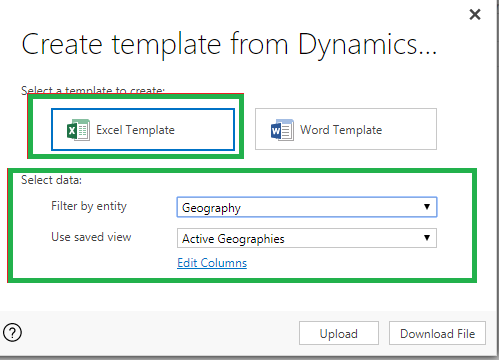 Create template from Dynamics...
Select a template to create:
Excel Template
Word Template
Select data:
Filter by entity
Geography
Use saved view
Active Geographies
Edit Columns
Upload
Download File